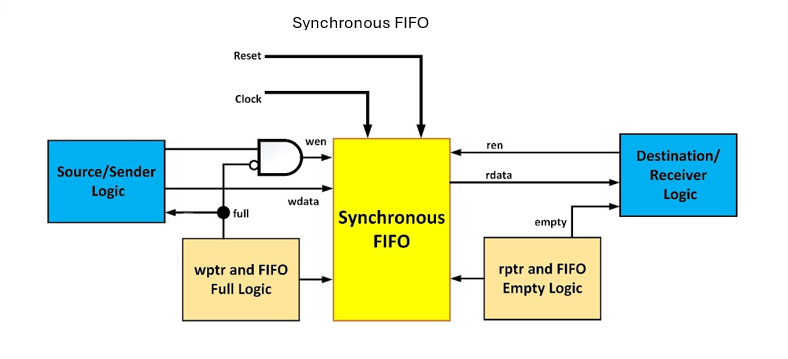 Synchronous FIFO
Reset
Clock
wen
ren
Source/Sender
Logic
Destination/
Receiver
Logic
rdata
wdata
full
Synchronous
FIFO
empty
wptr and FIFO
Full Logic
rptr and FIFO
Empty Logic